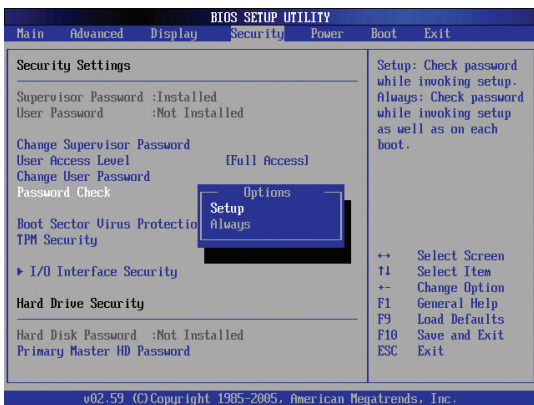 BIOS SETUP UTILITY
Main Advanced Display Security Power Boot Exit
Security Settings
Supervisor Password :Installed
User Password :Not Installed
Change Supervisor Password
User Access Level [Full Access]
Change User Password
Password Check
Options
Setup
Always
Boot Sector Virus Protectio
TPM Security
▶ I/O Interface Security
Hard Drive Security
Hard Disk Password :Not Installed
Primary Master HD Password
Setup: Check password
while invoking setup.
Always: Check password
while invoking setup
as well as on each
boot.
↔ Select Screen
↑↓ Select Item
+- Change Option
F1 General Help
F9 Load Defaults
F10 Save and Exit
ESC Exit
v02.59 (C)Copyright 1985-2005, American Megatrends, Inc.